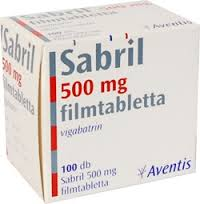 Sabril
500 mg
filmtabletta
vigabatrin
100 db
Sabril 500 mg
filmtabletta
Aventis